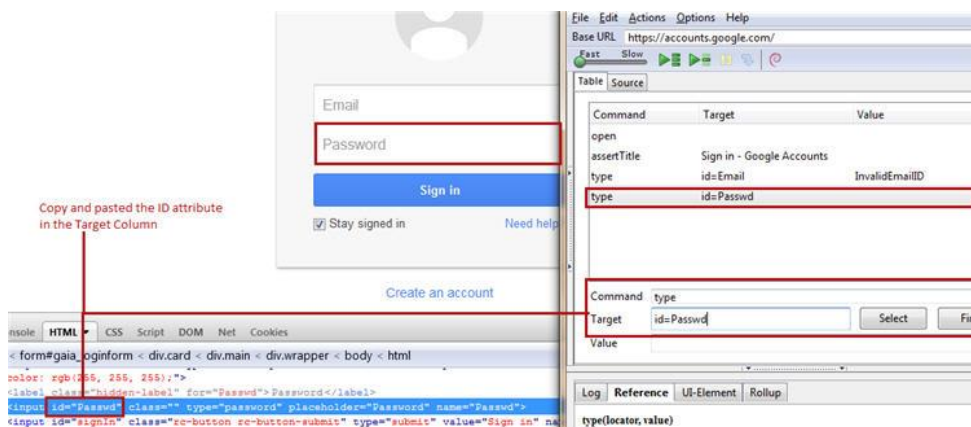 Email
Password
Sign in
Stay signed in
Need help
Create an account
Copy and pasted the ID attribute
in the Target Column
nsole HTML CSS Script DOM Net Cookies
< form#gaia_loginform < div.card < div.main < div.wrapper < body < html
color: rgb(255, 255, 255);">
<label class="hidden-label" for="Passwd">Password</label>
<input id="Passwd" class="" type="password" placeholder="Password" name="Passwd">
<input id="signIn" class="rc-button rc-button-submit" type="submit" value="Sign in" na
File Edit Actions Options Help
Base URL https://accounts.google.com/
Fast Slow
Table Source
Command Target Value
open
assertTitle Sign in - Google Accounts
type id=Email InvalidEmailID
type id=Passwd
Command type
Target id=Passwd Select Fi
Value
Log Reference UI-Element Rollup
type(locator, value)